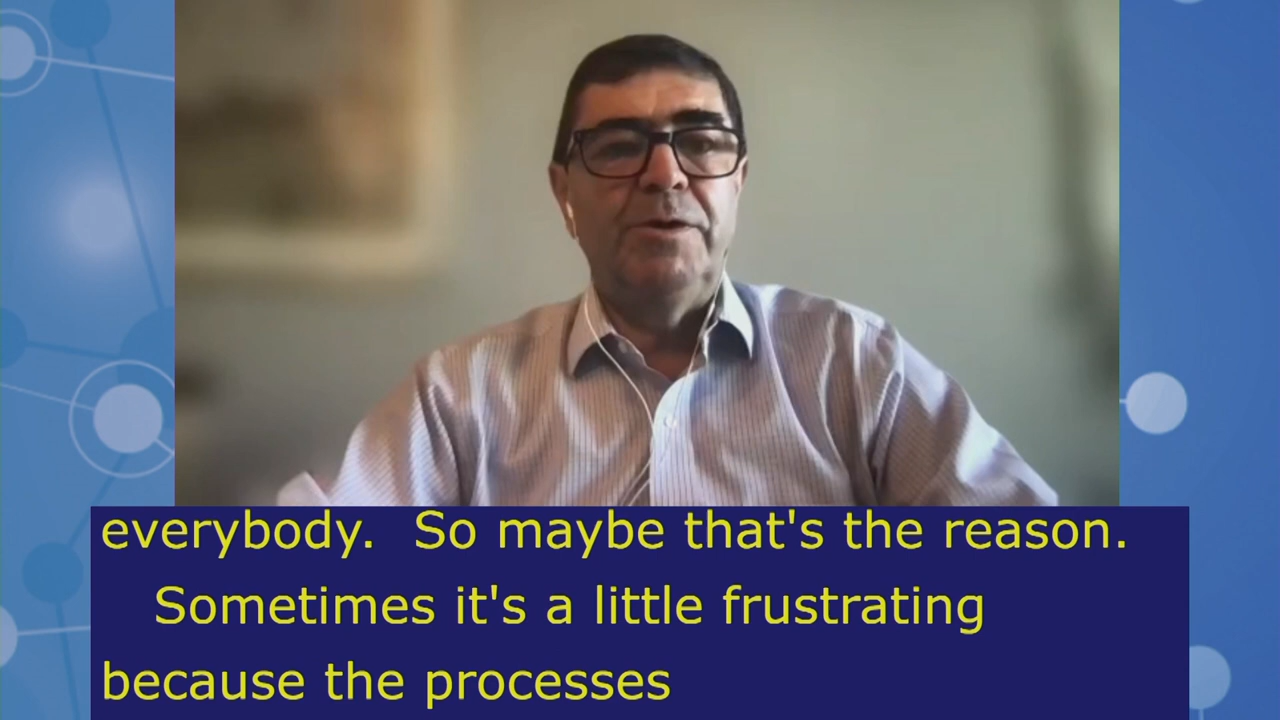 everybody.  So maybe that's the reason.
Sometimes it's a little frustrating
because the processes